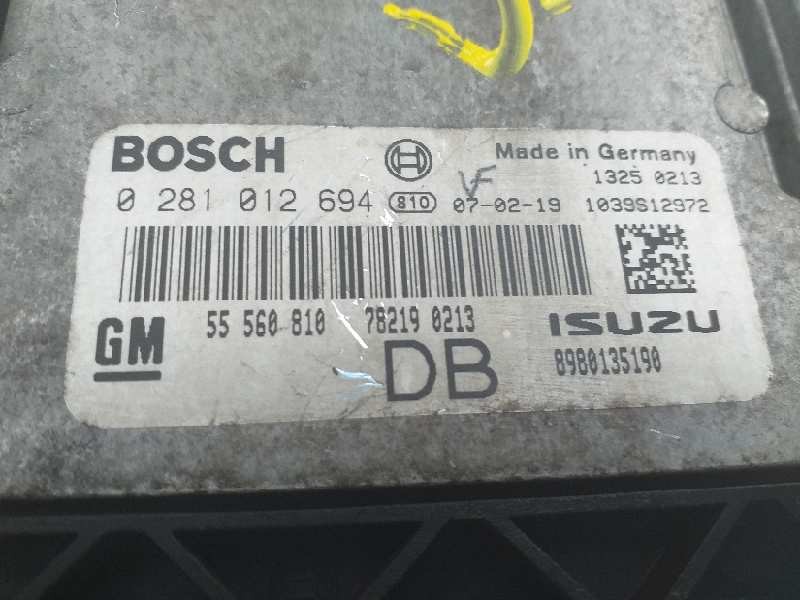 BOSCH Made in Germany
1325 0213
0 281 012 694 810 07-02-19 1039S12972
VF
GM 55 560 810 78219 0213 ISUZU
DB 8980135190